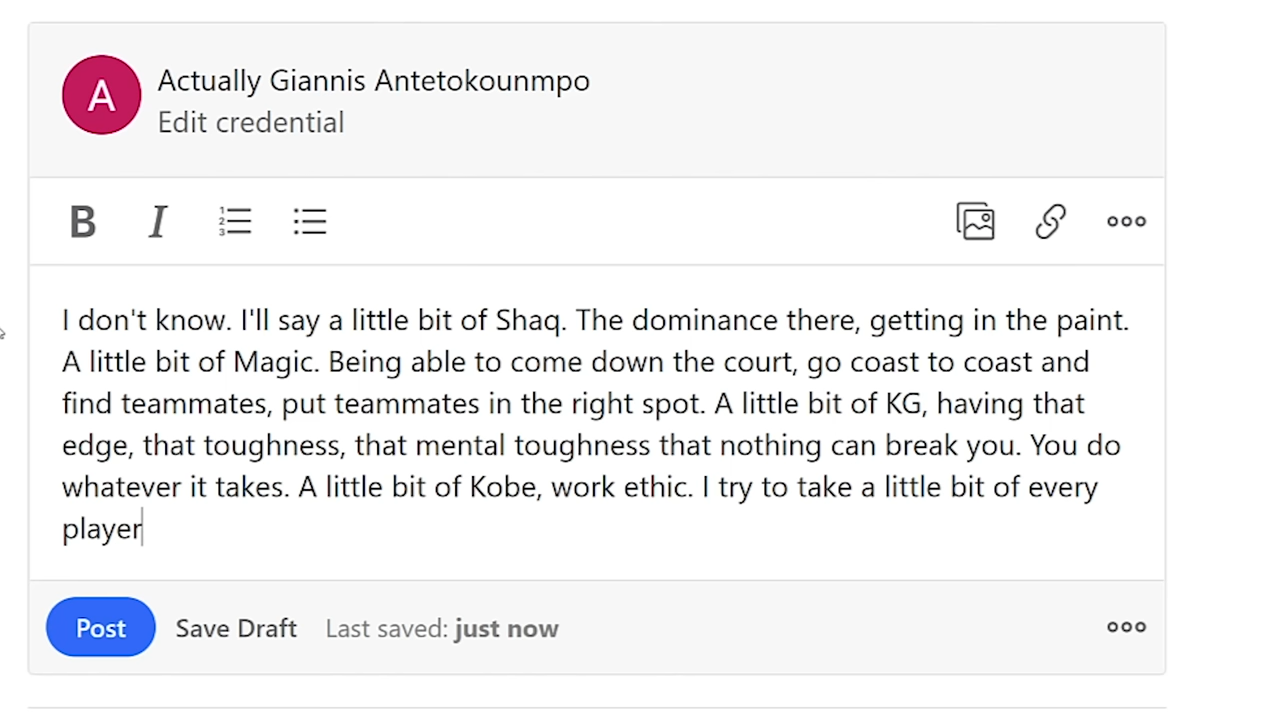 A
Actually Giannis Antetokounmpo
Edit credential
B I 1 2 3
I don't know. I'll say a little bit of Shaq. The dominance there, getting in the paint.
A little bit of Magic. Being able to come down the court, go coast to coast and
find teammates, put teammates in the right spot. A little bit of KG, having that
edge, that toughness, that mental toughness that nothing can break you. You do
whatever it takes. A little bit of Kobe, work ethic. I try to take a little bit of every
player
Post Save Draft Last saved: just now